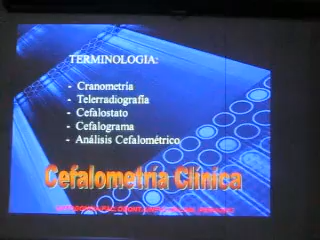 TERMINOLOGIA:
- Cranometría
- Telerradiografía
- Cefalostato
- Cefalograma
- Análisis Cefalométrico
Cefalometría Clínica